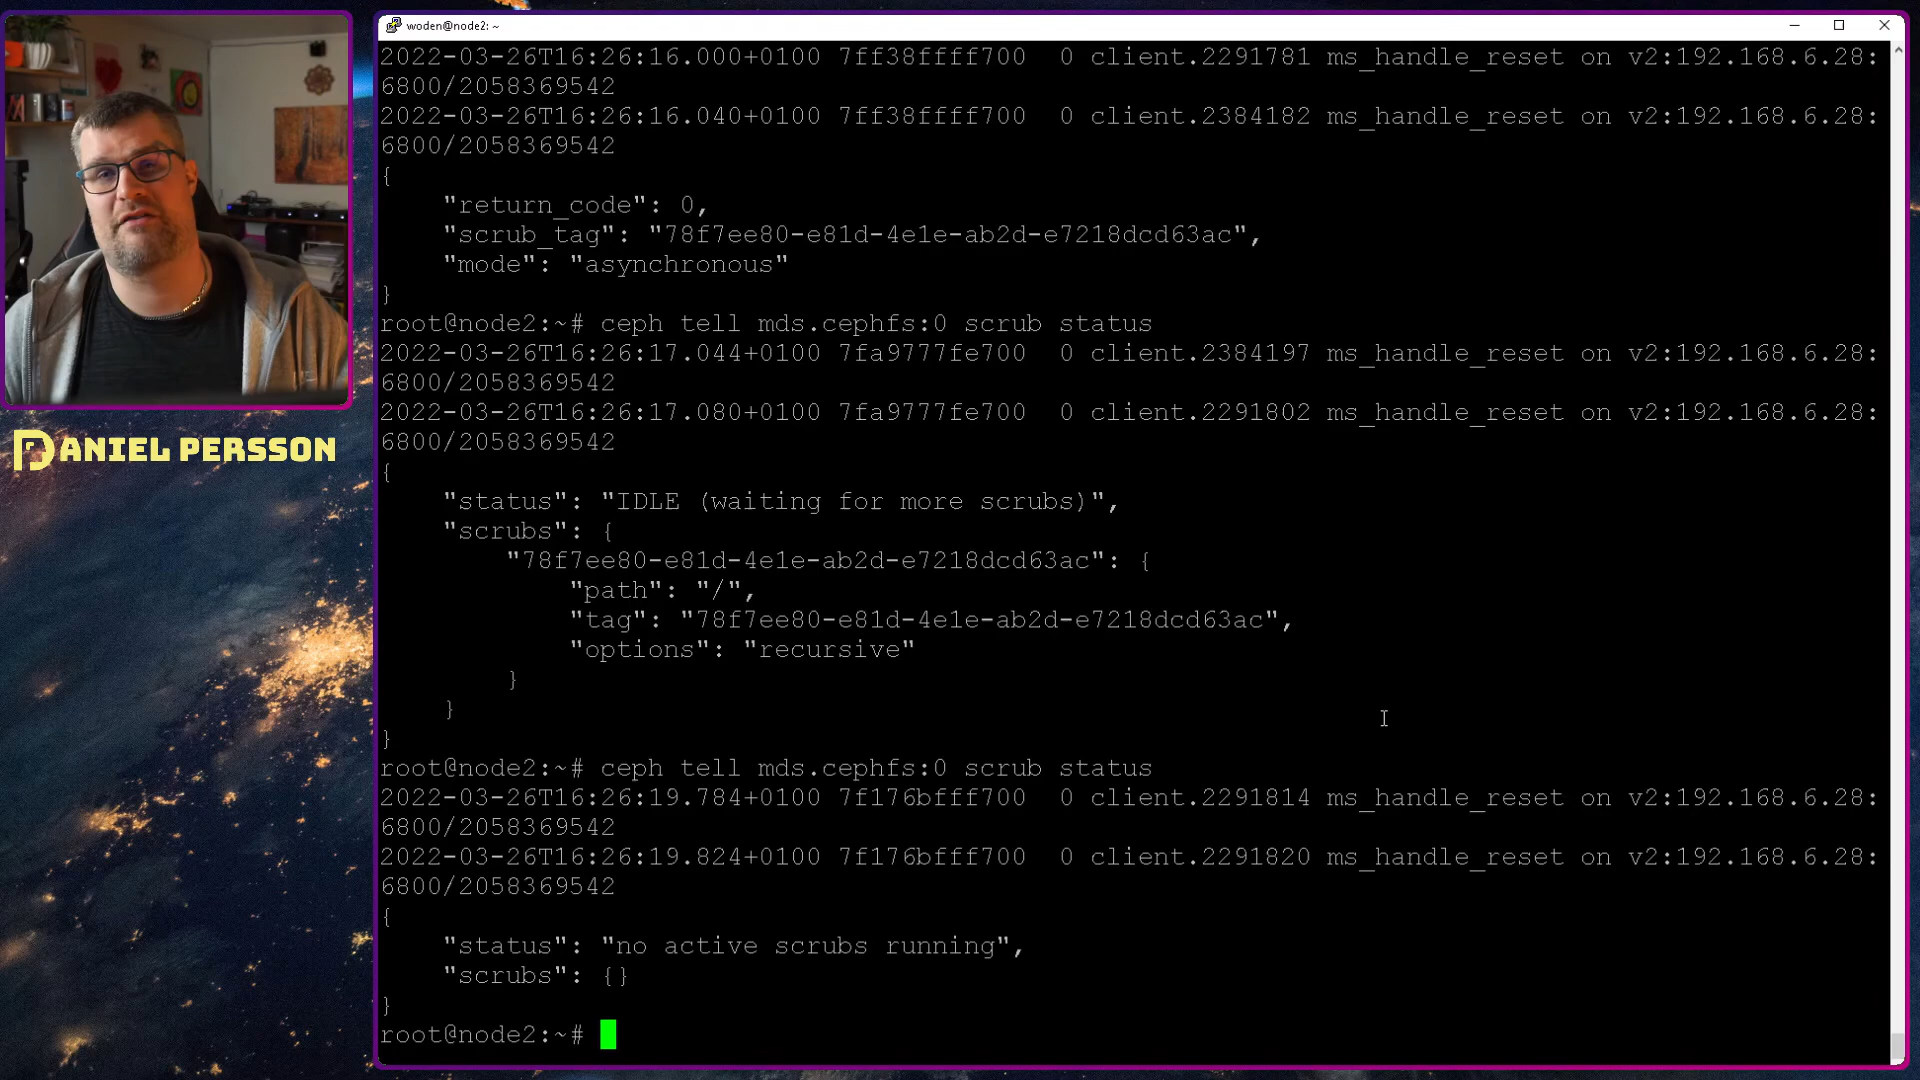 woden@node2: ~
2022-03-26T16:26:16.000+0100 7ff38ffff700  0 client.2291781 ms_handle_reset on v2:192.168.6.28:
6800/2058369542
2022-03-26T16:26:16.040+0100 7ff38ffff700  0 client.2384182 ms_handle_reset on v2:192.168.6.28:
6800/2058369542
{
    "return_code": 0,
    "scrub_tag": "78f7ee80-e81d-4e1e-ab2d-e7218dcd63ac",
    "mode": "asynchronous"
}
root@node2:~# ceph tell mds.cephfs:0 scrub status
2022-03-26T16:26:17.044+0100 7fa9777fe700  0 client.2384197 ms_handle_reset on v2:192.168.6.28:
6800/2058369542
2022-03-26T16:26:17.080+0100 7fa9777fe700  0 client.2291802 ms_handle_reset on v2:192.168.6.28:
6800/2058369542
{
    "status": "IDLE (waiting for more scrubs)",
    "scrubs": {
        "78f7ee80-e81d-4e1e-ab2d-e7218dcd63ac": {
            "path": "/",
            "tag": "78f7ee80-e81d-4e1e-ab2d-e7218dcd63ac",
            "options": "recursive"
        }
    }
}
root@node2:~# ceph tell mds.cephfs:0 scrub status
2022-03-26T16:26:19.784+0100 7f176bfff700  0 client.2291814 ms_handle_reset on v2:192.168.6.28:
6800/2058369542
2022-03-26T16:26:19.824+0100 7f176bfff700  0 client.2291820 ms_handle_reset on v2:192.168.6.28:
6800/2058369542
{
    "status": "no active scrubs running",
    "scrubs": {}
}
root@node2:~#
DANIEL PERSSON